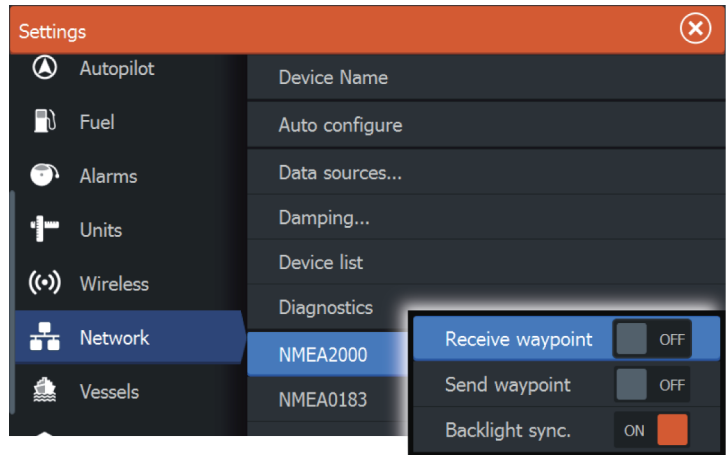 Settings
Autopilot
Fuel
Alarms
Units
Wireless
Network
Vessels
Device Name
Auto configure
Data sources...
Damping...
Device list
Diagnostics
NMEA2000
NMEA0183
Receive waypoint OFF
Send waypoint OFF
Backlight sync. ON